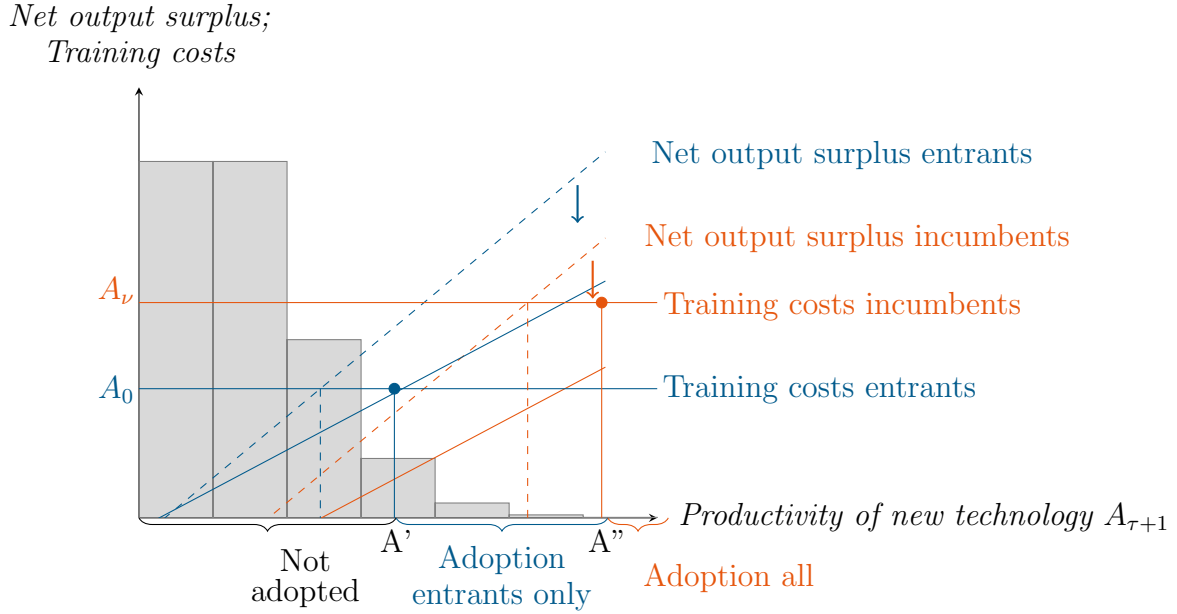 Net output surplus;
Training costs
Net output surplus entrants
Net output surplus incumbents
A_ν
Training costs incumbents
A_0
Training costs entrants
Productivity of new technology A_{τ+1}
A'
A''
Not
adopted
Adoption
entrants only
Adoption all